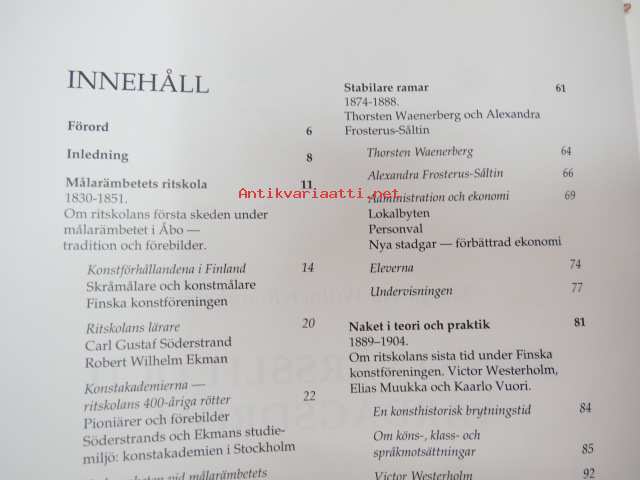 INNEHÅLL
Förord 6
Inledning 8
Målarämbetets ritskola 11
1830-1851.
Om ritskolans första skeden under
målarämbetet i Åbo —
tradition och förebilder.
Konstförhållandena i Finland 14
Skråmålare och konstmålare
Finska konstföreningen
Ritskolans lärare 20
Carl Gustaf Söderstrand
Robert Wilhelm Ekman
Konstakademierna —
ritskolans 400-åriga rötter 22
Pionjärer och förebilder
Söderstrands och Ekmans studie-
miljö: konstakademien i Stockholm
vid målarämbetets
Stabilare ramar 61
1874-1888.
Thorsten Waenerberg och Alexandra
Frosterus-Såltin
Thorsten Waenerberg 64
Alexandra Frosterus-Såltin 66
Administration och ekonomi 69
Lokalbyten
Personval
Nya stadgar — förbättrad ekonomi
Eleverna 74
Undervisningen 77
Naket i teori och praktik 81
1889–1904.
Om ritskolans sista tid under Finska
konstföreningen. Victor Westerholm,
Elias Muukka och Kaarlo Vuori.
En konsthistorisk brytningstid 84
Om köns-, klass- och
språkmotsättningar 85
Victor Westerholm 92
Antikvariaatti.net